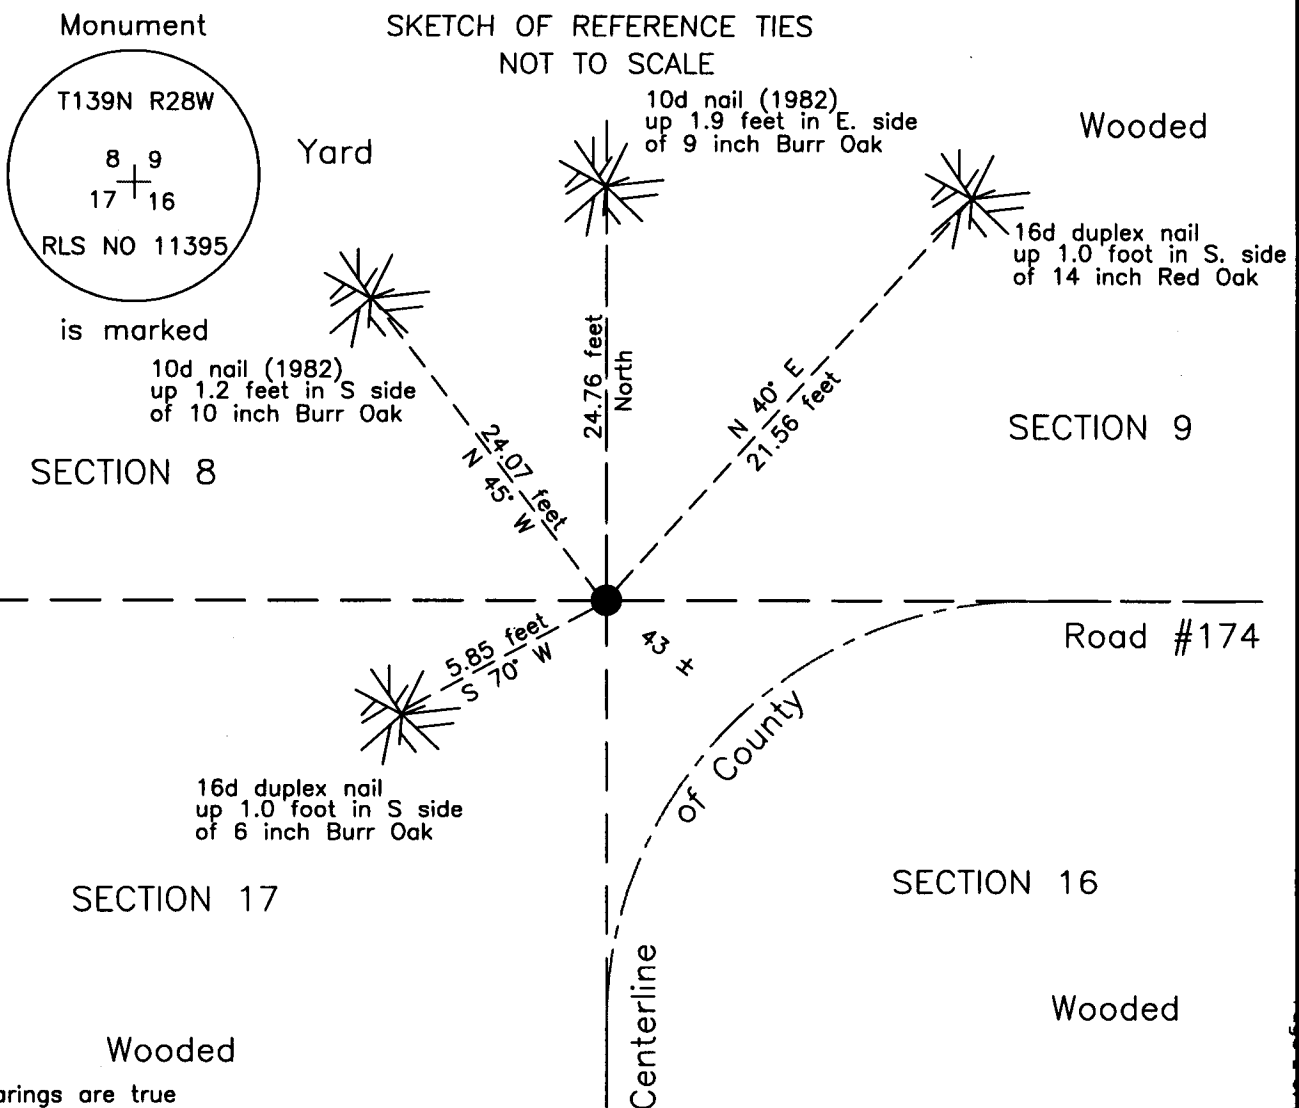 Monument
T139N R28W
8 9
17 16
RLS NO 11395
is marked
SKETCH OF REFERENCE TIES
NOT TO SCALE
Yard
10d nail (1982)
up 1.9 feet in E. side
of 9 inch Burr Oak
Wooded
16d duplex nail
up 1.0 foot in S. side
of 14 inch Red Oak
10d nail (1982)
up 1.2 feet in S side
of 10 inch Burr Oak
24.76 feet
North
N 40° E
21.56 feet
24.07 feet
N 45° W
SECTION 9
SECTION 8
5.85 feet
S 70° W
43 ±
Road #174
of County
Centerline
16d duplex nail
up 1.0 foot in S side
of 6 inch Burr Oak
SECTION 17
SECTION 16
Wooded
Wooded
arings are true